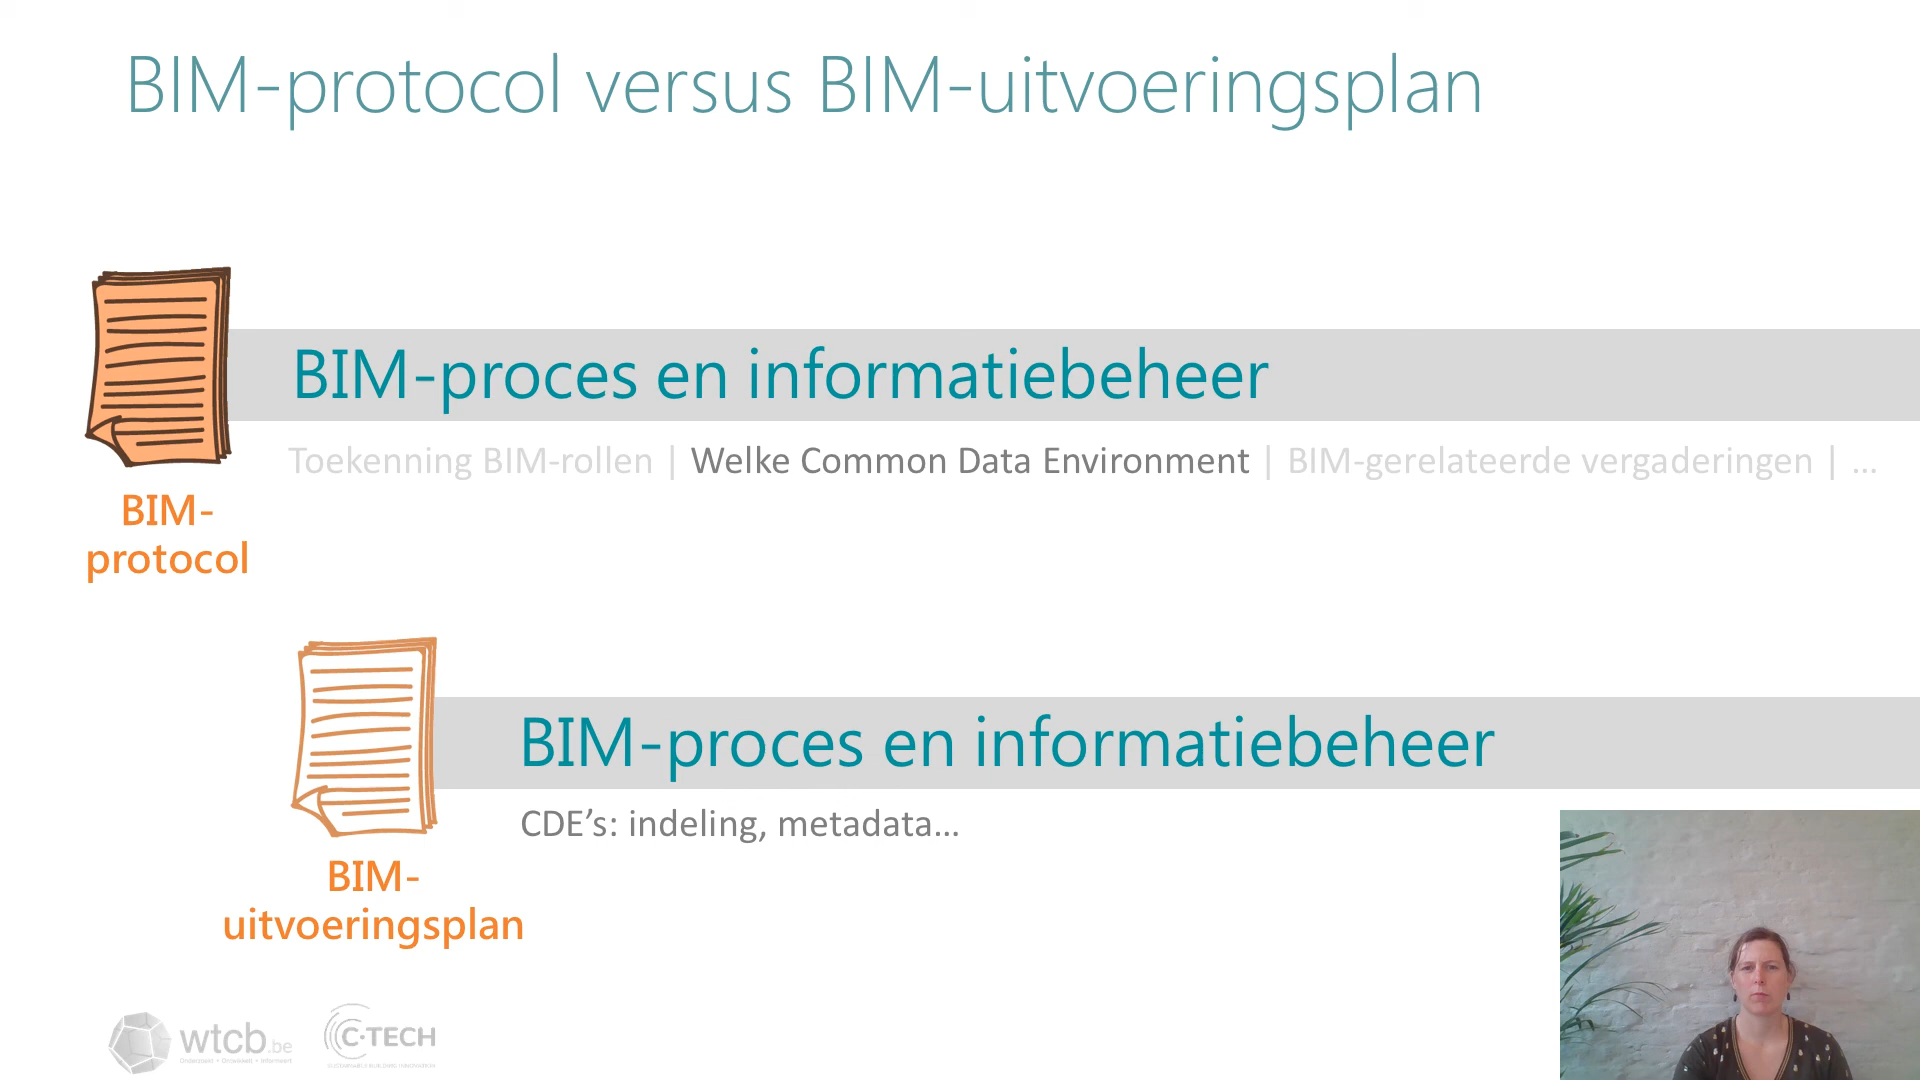 BIM-protocol versus BIM-uitvoeringsplan
BIM-proces en informatiebeheer
Toekenning BIM-rollen | Welke Common Data Environment | BIM-gerelateerde vergaderingen | ...
BIM-
protocol
BIM-proces en informatiebeheer
CDE’s: indeling, metadata...
BIM-
uitvoeringsplan
wtcb.be
C-TECH